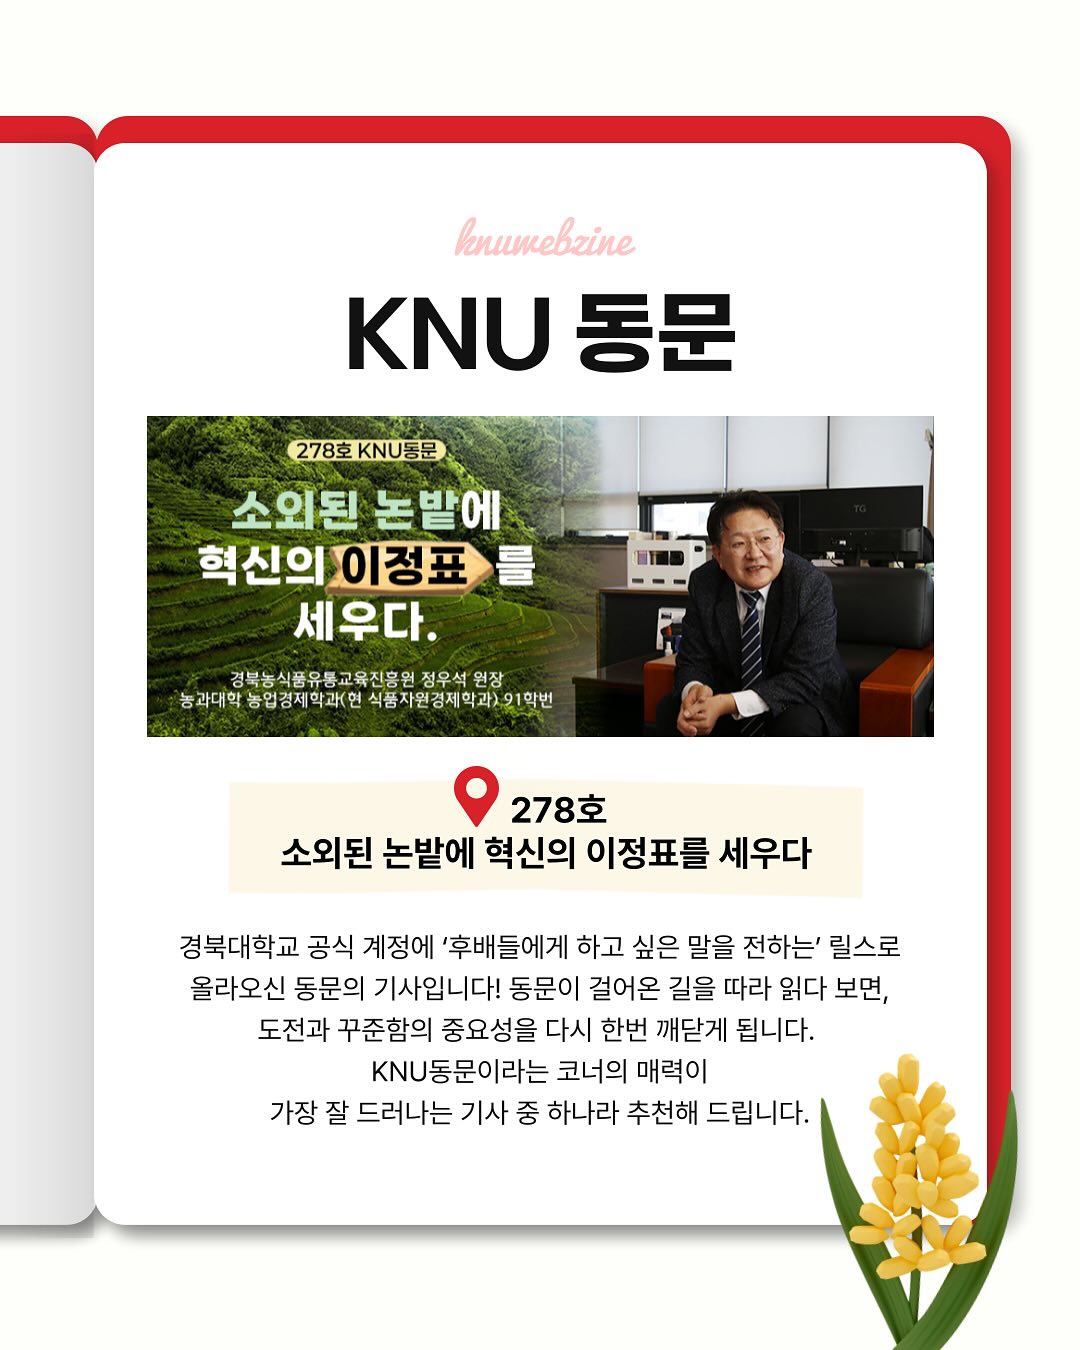 knuwebzine
KNU 동문
278호 KNU동문
소외된 논밭에
혁신의 이정표를
세우다.
경북농식품유통교육진흥원 정우석 원장
농과대학 농업경제학과(현 식품자원경제학과) 91학번
TG
278호
소외된 논밭에 혁신의 이정표를 세우다
경북대학교 공식 계정에 ‘후배들에게 하고 싶은 말을 전하는’ 릴스로
올라오신 동문의 기사입니다! 동문이 걸어온 길을 따라 읽다 보면,
도전과 꾸준함의 중요성을 다시 한번 깨닫게 됩니다.
KNU동문이라는 코너의 매력이
가장 잘 드러나는 기사 중 하나라 추천해 드립니다.